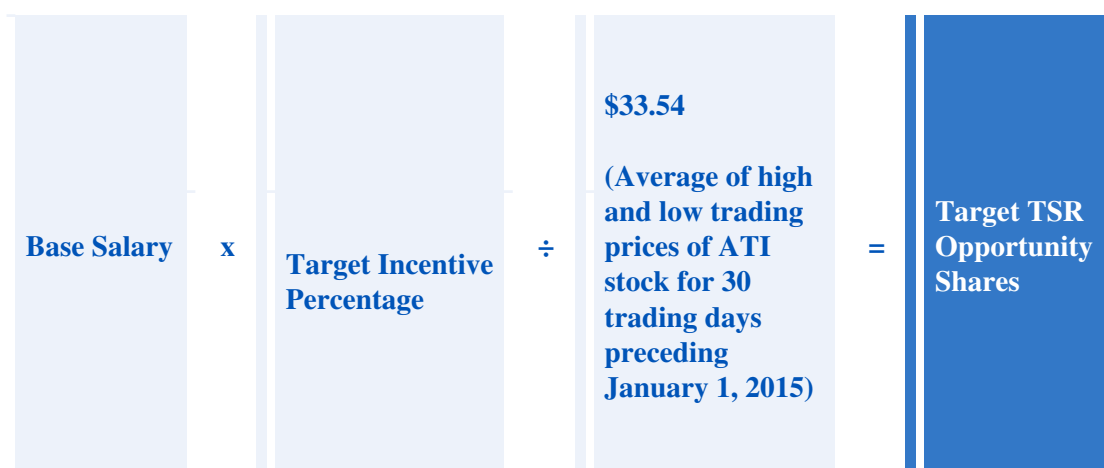 Base Salary
x
Target Incentive
Percentage
÷
$33.54
(Average of high
and low trading
prices of ATI
stock for 30
trading days
preceding
January 1, 2015)
=
Target TSR
Opportunity
Shares